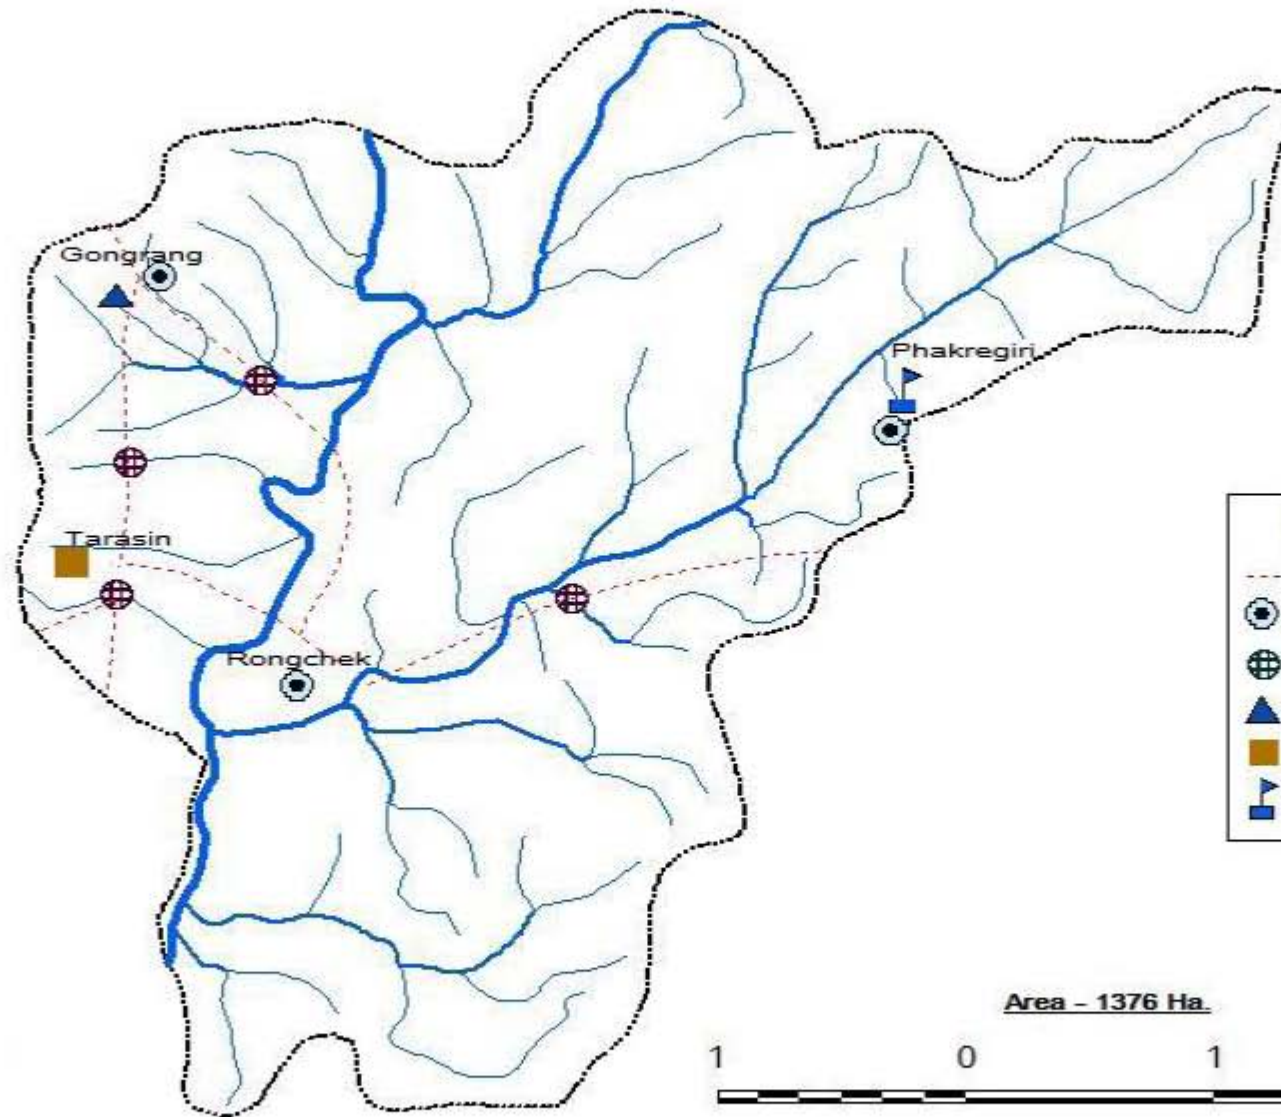 Gongrang
Phakregiri
Tarasin
Rongchek
Area - 1376 Ha.
1 0 1